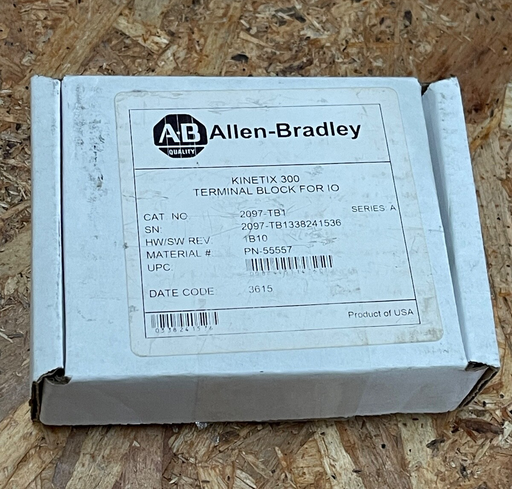 AB Allen-Bradley
QUALITY
KINETIX 300
TERMINAL BLOCK FOR IO
CAT. NO. 2097-TB1 SERIES A
SN: 2097-TB1338241536
HW/SW REV 1B10
MATERIAL # PN-55557
UPC:
DATE CODE 3615
Product of USA